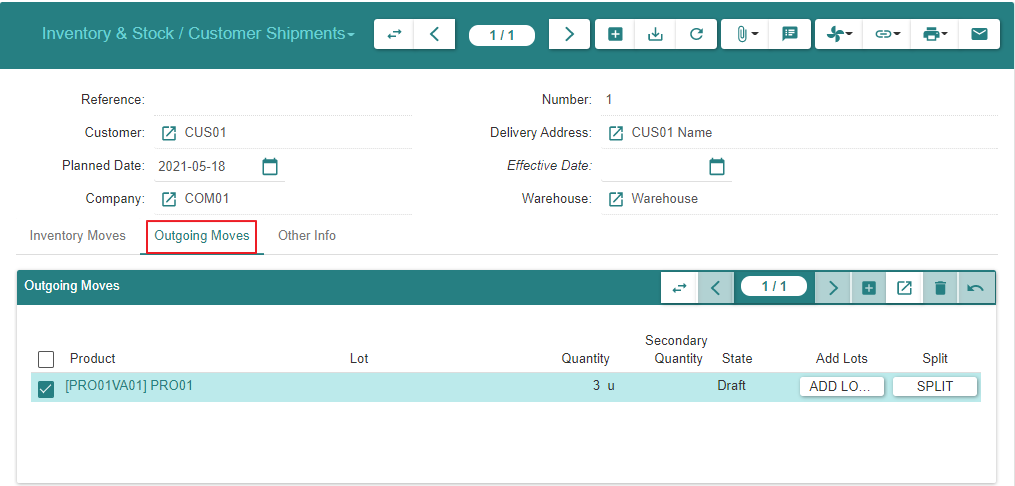 Inventory & Stock / Customer Shipments
1 / 1
Reference:
Number: 1
Customer: CUS01
Delivery Address: CUS01 Name
Planned Date: 2021-05-18
Effective Date:
Company: COM01
Warehouse: Warehouse
Inventory Moves Outgoing Moves Other Info
Outgoing Moves 1 / 1
Product Lot Quantity Secondary Quantity State Add Lots Split
[PRO01VA01] PRO01 3 u Draft ADD LO... SPLIT